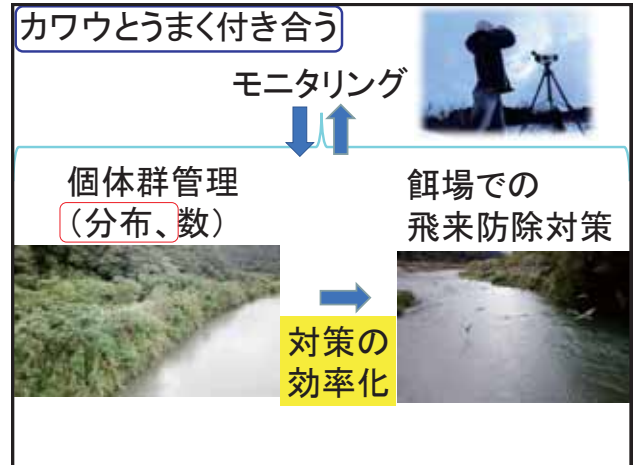 カワウとうまく付き合う
モニタリング
個体群管理
（分布、数）
餌場での
飛来防除対策
対策の
効率化